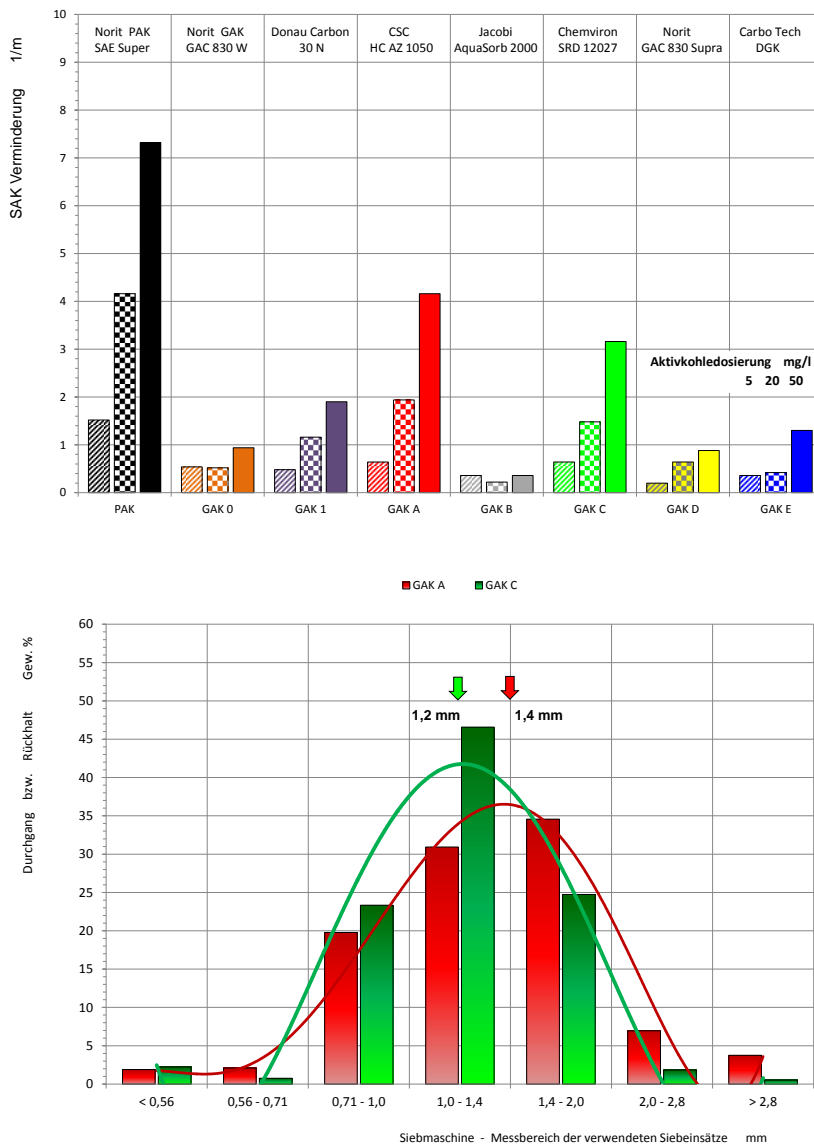 SAK Verminderung 1/m
10
9
8
7
6
5
4
3
2
1
0
Norit PAK
SAE Super
Norit GAK
GAC 830 W
Donau Carbon
30 N
CSC
HC AZ 1050
Jacobi
AquaSorb 2000
Chemviron
SRD 12027
Norit
GAC 830 Supra
Carbo Tech
DGK
Aktivkohledosierung mg/l
5 20 50
PAK
GAK 0
GAK 1
GAK A
GAK B
GAK C
GAK D
GAK E
GAK A
GAK C
Durchgang bzw. Rückhalt Gew. %
60
55
50
45
40
35
30
25
20
15
10
5
0
1,2 mm
1,4 mm
< 0,56
0,56 - 0,71
0,71 - 1,0
1,0 - 1,4
1,4 - 2,0
2,0 - 2,8
> 2,8
Siebmaschine - Messbereich der verwendeten Siebeinsätze mm